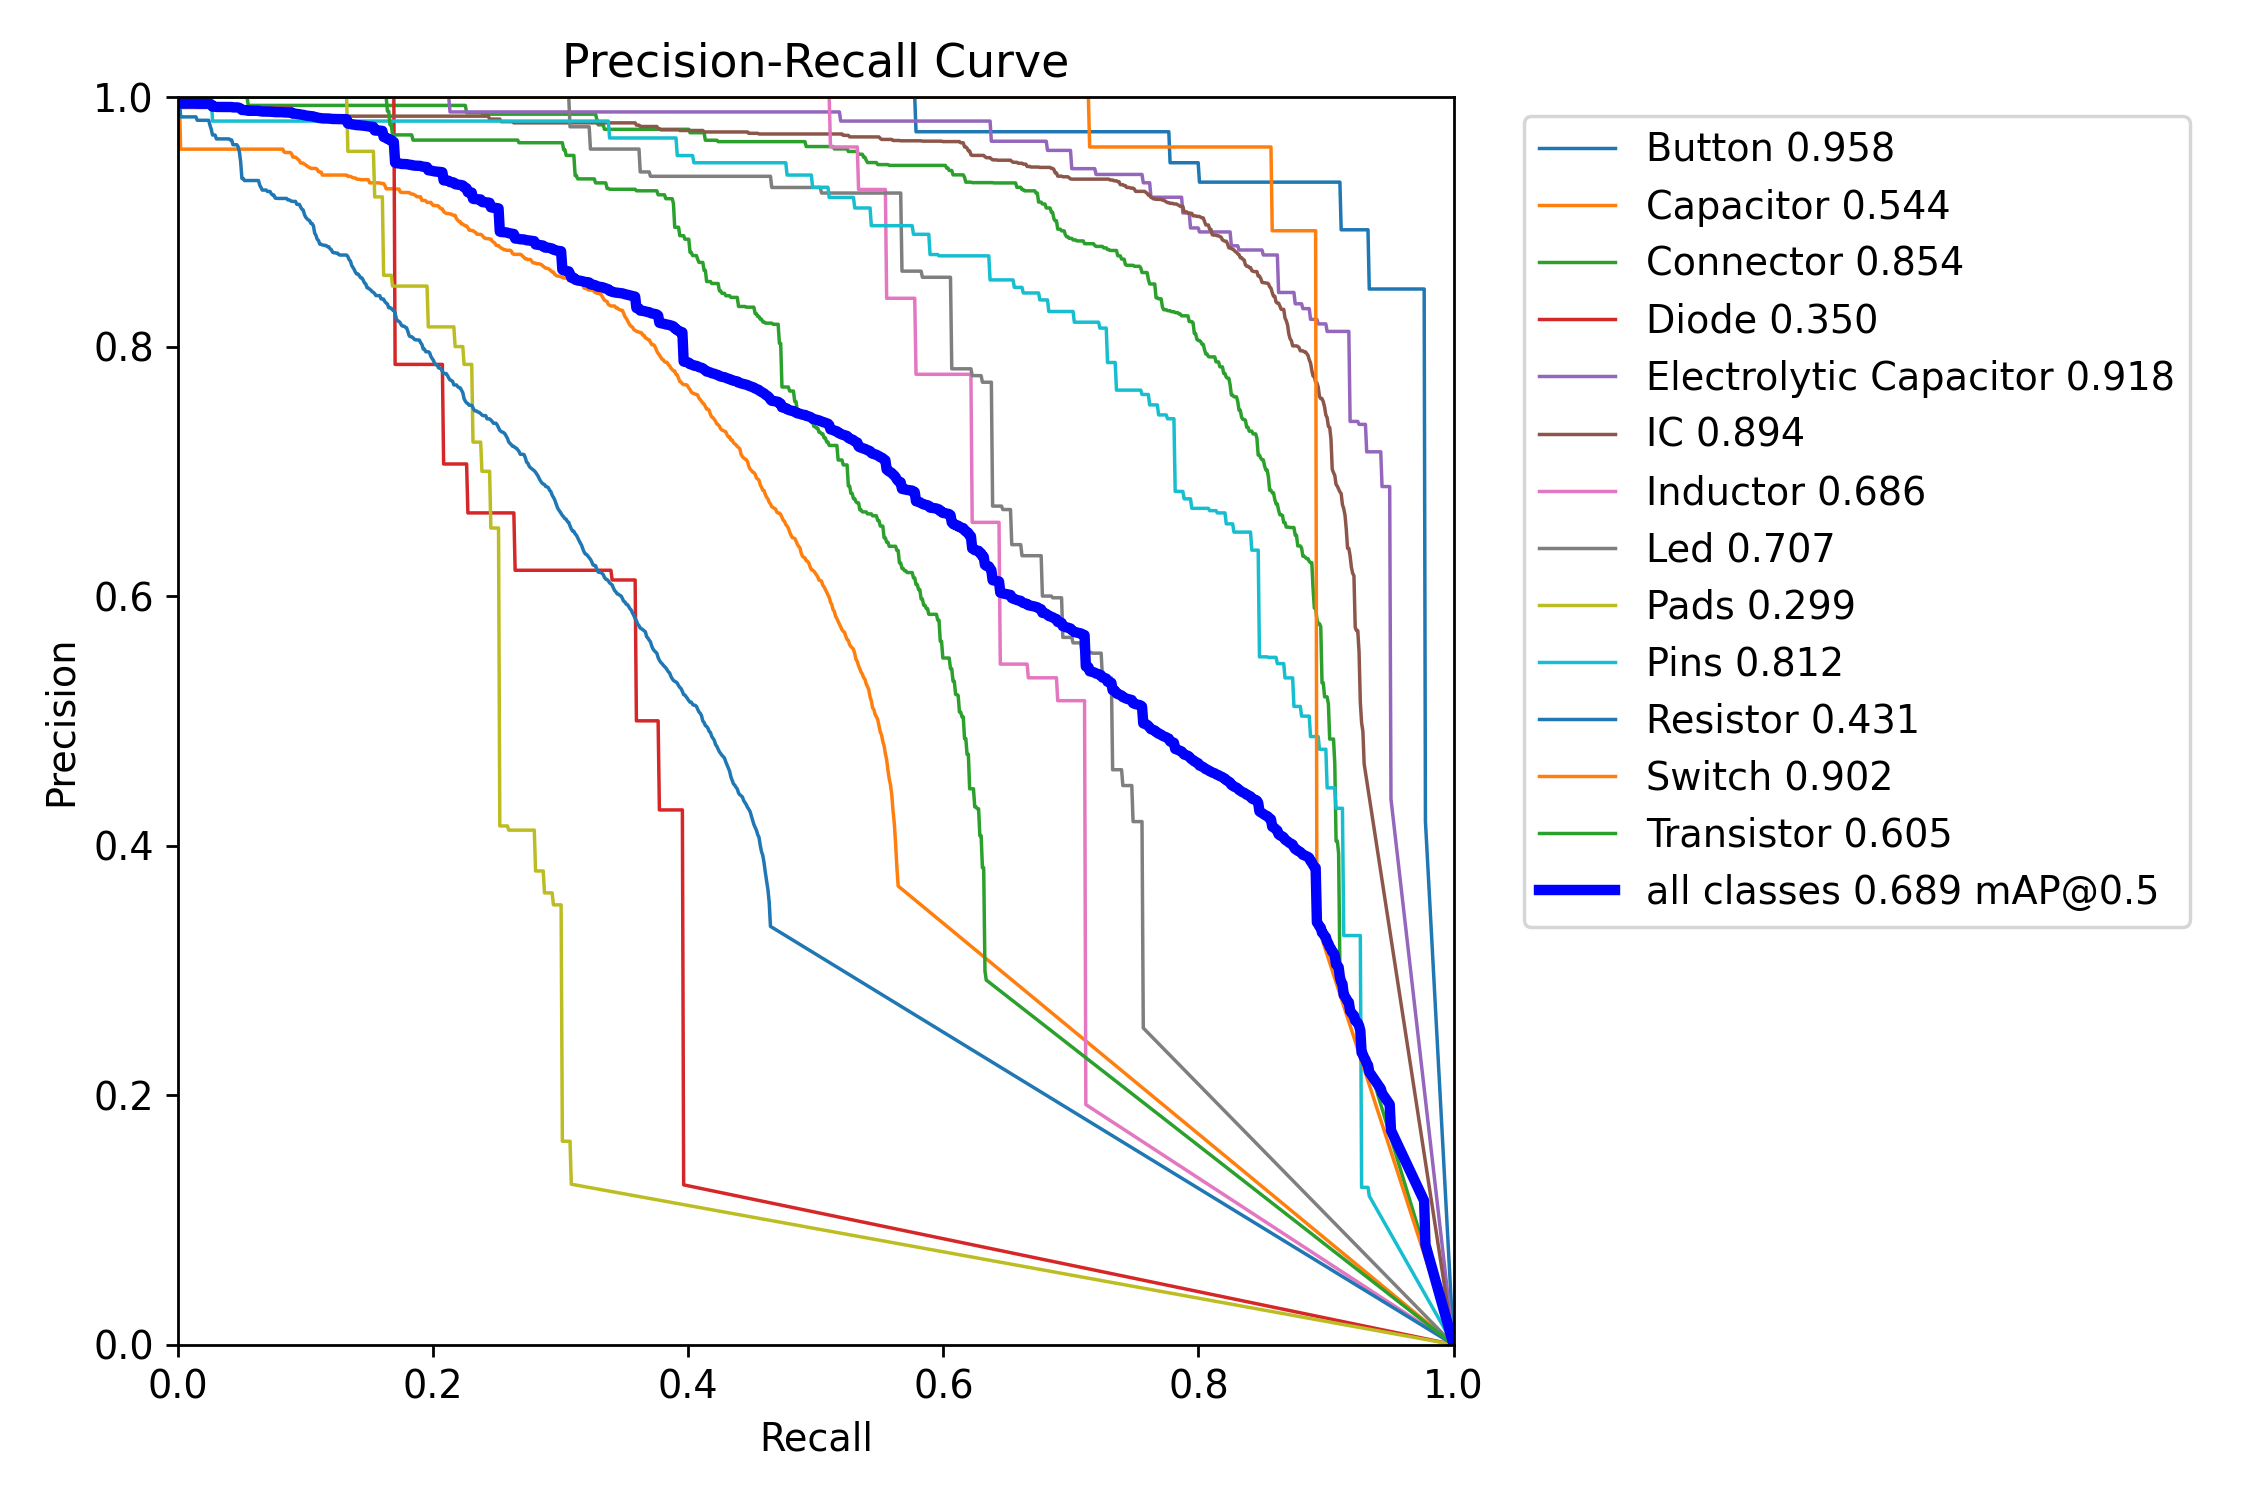 Precision-Recall Curve
1.0
0.8
0.6
0.4
0.2
0.0
Precision
0.0 0.2 0.4 0.6 0.8 1.0
Recall
Button 0.958
Capacitor 0.544
Connector 0.854
Diode 0.350
Electrolytic Capacitor 0.918
IC 0.894
Inductor 0.686
Led 0.707
Pads 0.299
Pins 0.812
Resistor 0.431
Switch 0.902
Transistor 0.605
all classes 0.689 mAP@0.5